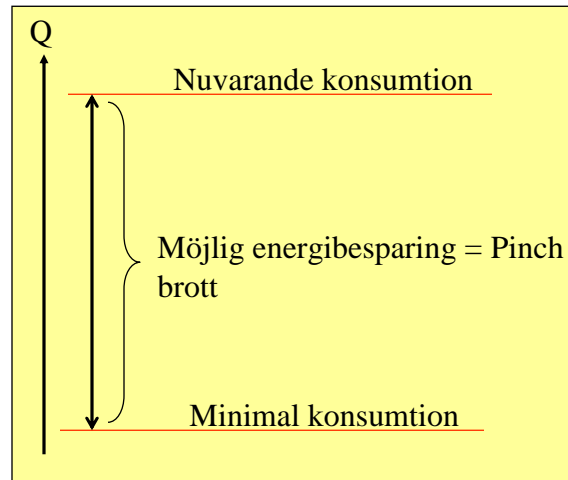 Q
Nuvarande konsumtion
Möjlig energibesparing = Pinch
brott
Minimal konsumtion